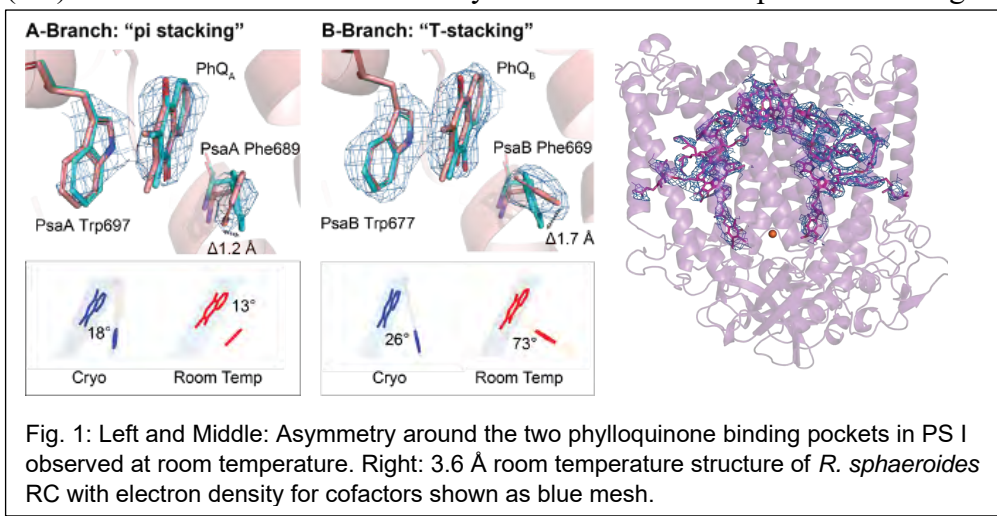 A-Branch: "pi stacking"
PhQA
PsaA Phe689
PsaA Trp697
Δ1.2 Å
18°
13°
Cryo
Room Temp
B-Branch: "T-stacking"
PhQB
PsaB Phe669
PsaB Trp677
Δ1.7 Å
26°
73°
Cryo
Room Temp
Fig. 1: Left and Middle: Asymmetry around the two phylloquinone binding pockets in PS I
observed at room temperature. Right: 3.6 Å room temperature structure of R. sphaeroides
RC with electron density for cofactors shown as blue mesh.